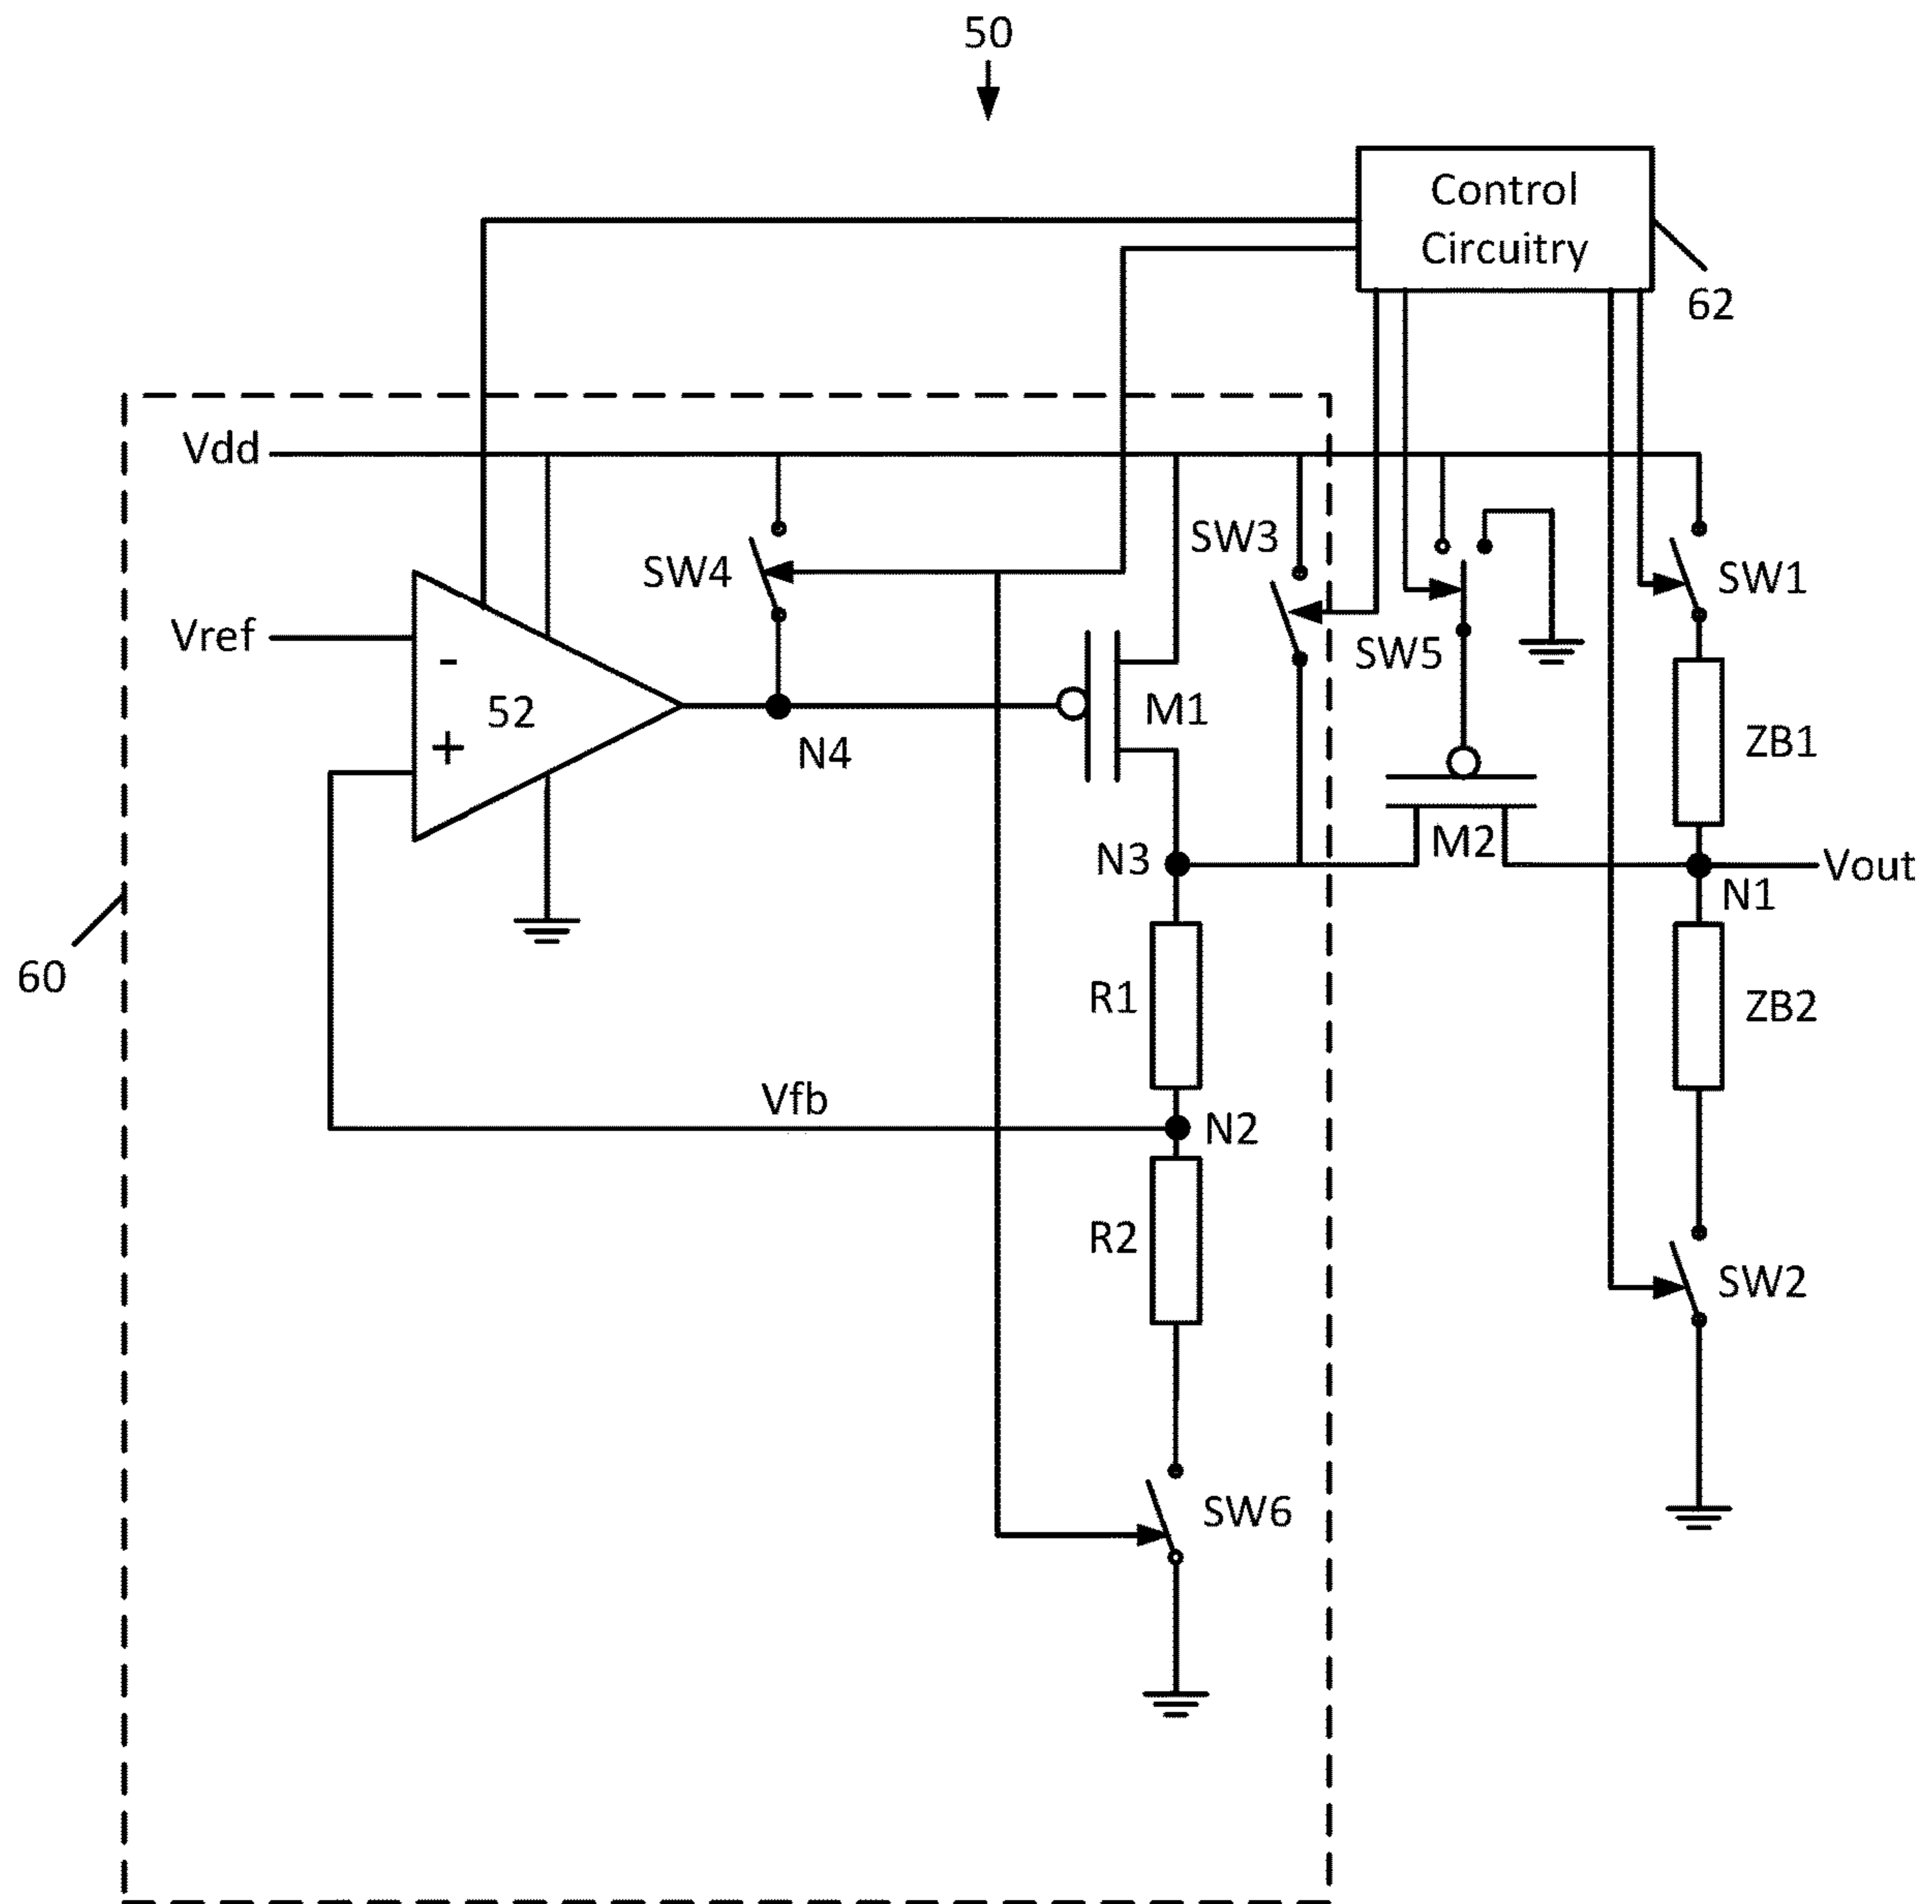 50
Control
Circuitry
62
Vdd
SW3
SW4
SW1
Vref
-
52
+
SW5
M1
N4
ZB1
M2
N3
Vout
N1
60
R1
ZB2
Vfb
N2
R2
SW2
SW6